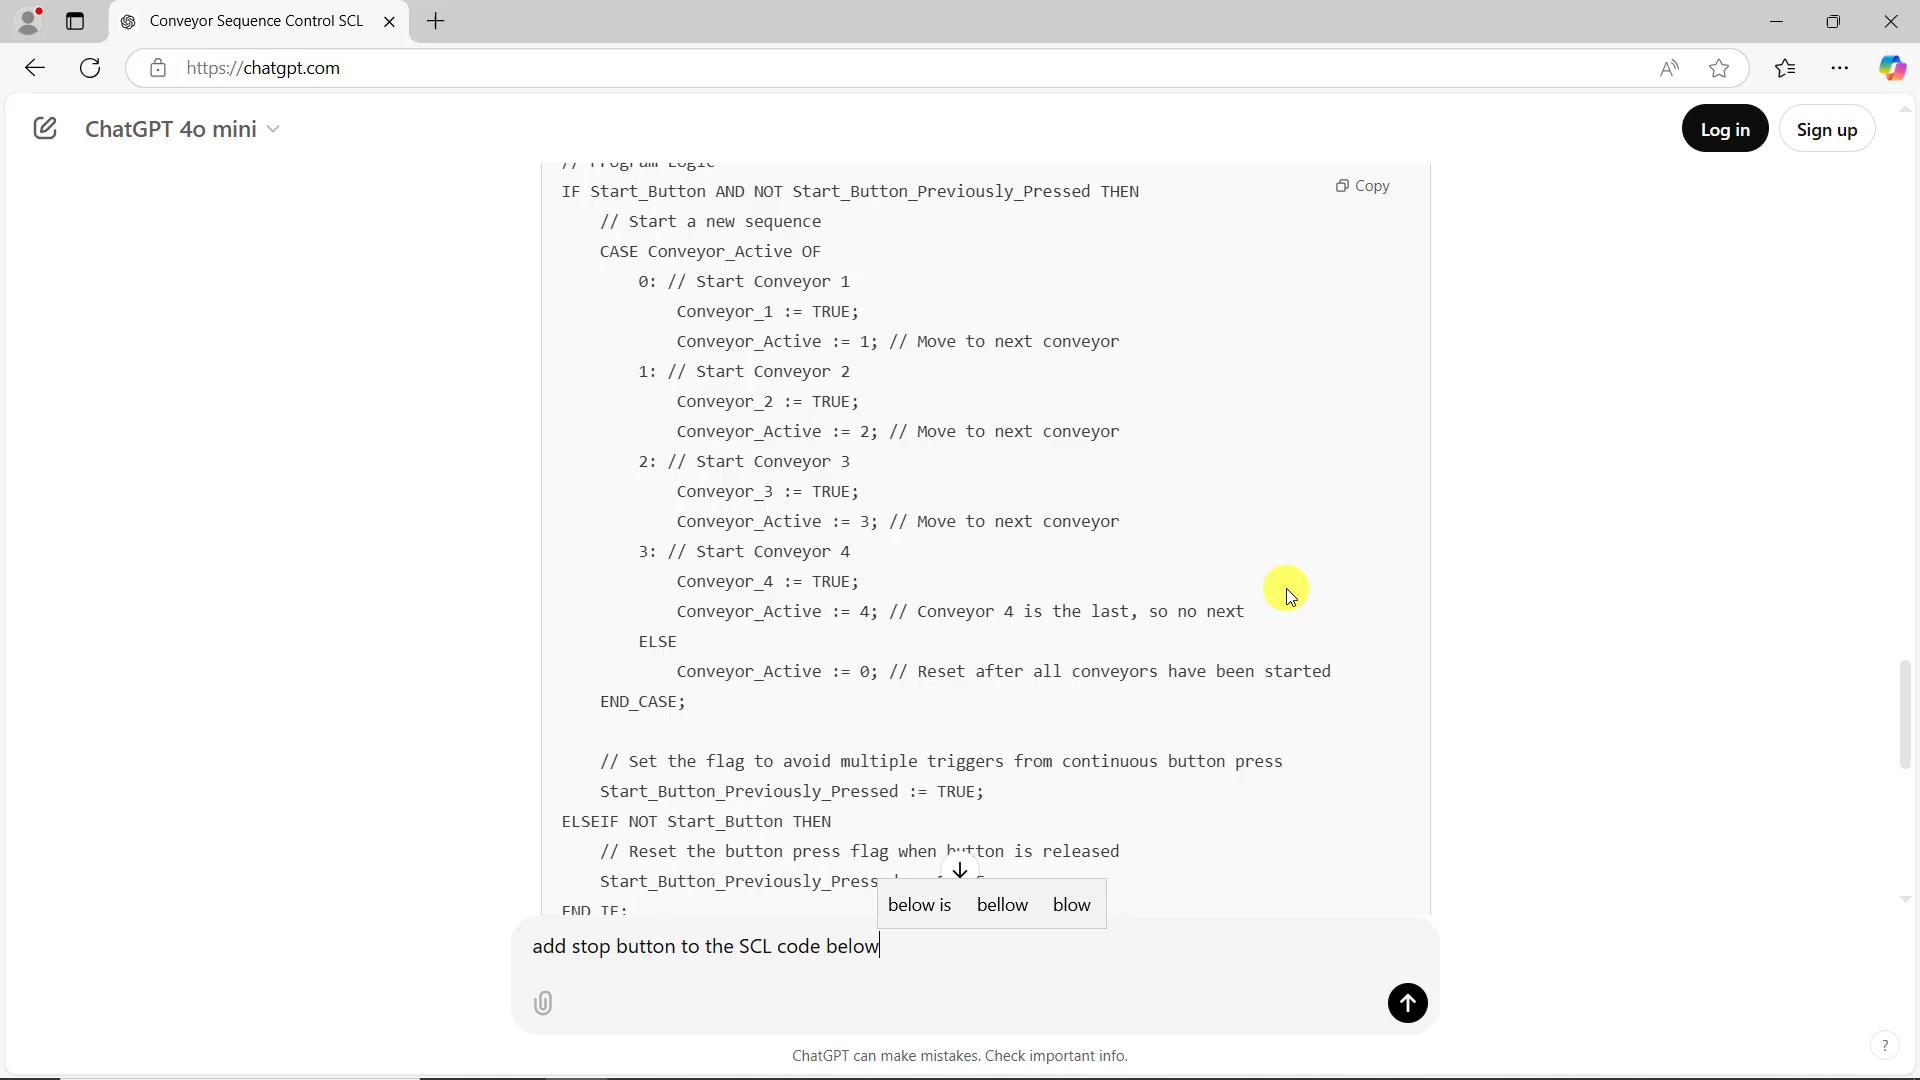 Conveyor Sequence Control SCL
https://chatgpt.com
ChatGPT 4o mini
Log in
Sign up
// Program Logic
IF Start_Button AND NOT Start_Button_Previously_Pressed THEN
Copy
// Start a new sequence
CASE Conveyor_Active OF
0: // Start Conveyor 1
Conveyor_1 := TRUE;
Conveyor_Active := 1; // Move to next conveyor
1: // Start Conveyor 2
Conveyor_2 := TRUE;
Conveyor_Active := 2; // Move to next conveyor
2: // Start Conveyor 3
Conveyor_3 := TRUE;
Conveyor_Active := 3; // Move to next conveyor
3: // Start Conveyor 4
Conveyor_4 := TRUE;
Conveyor_Active := 4; // Conveyor 4 is the last, so no next
ELSE
Conveyor_Active := 0; // Reset after all conveyors have been started
END_CASE;
// Set the flag to avoid multiple triggers from continuous button press
Start_Button_Previously_Pressed := TRUE;
ELSEIF NOT Start_Button THEN
// Reset the button press flag when button is released
Start_Button_Previously_Press
END_IF;
below is bellow blow
add stop button to the SCL code below
ChatGPT can make mistakes. Check important info.
?